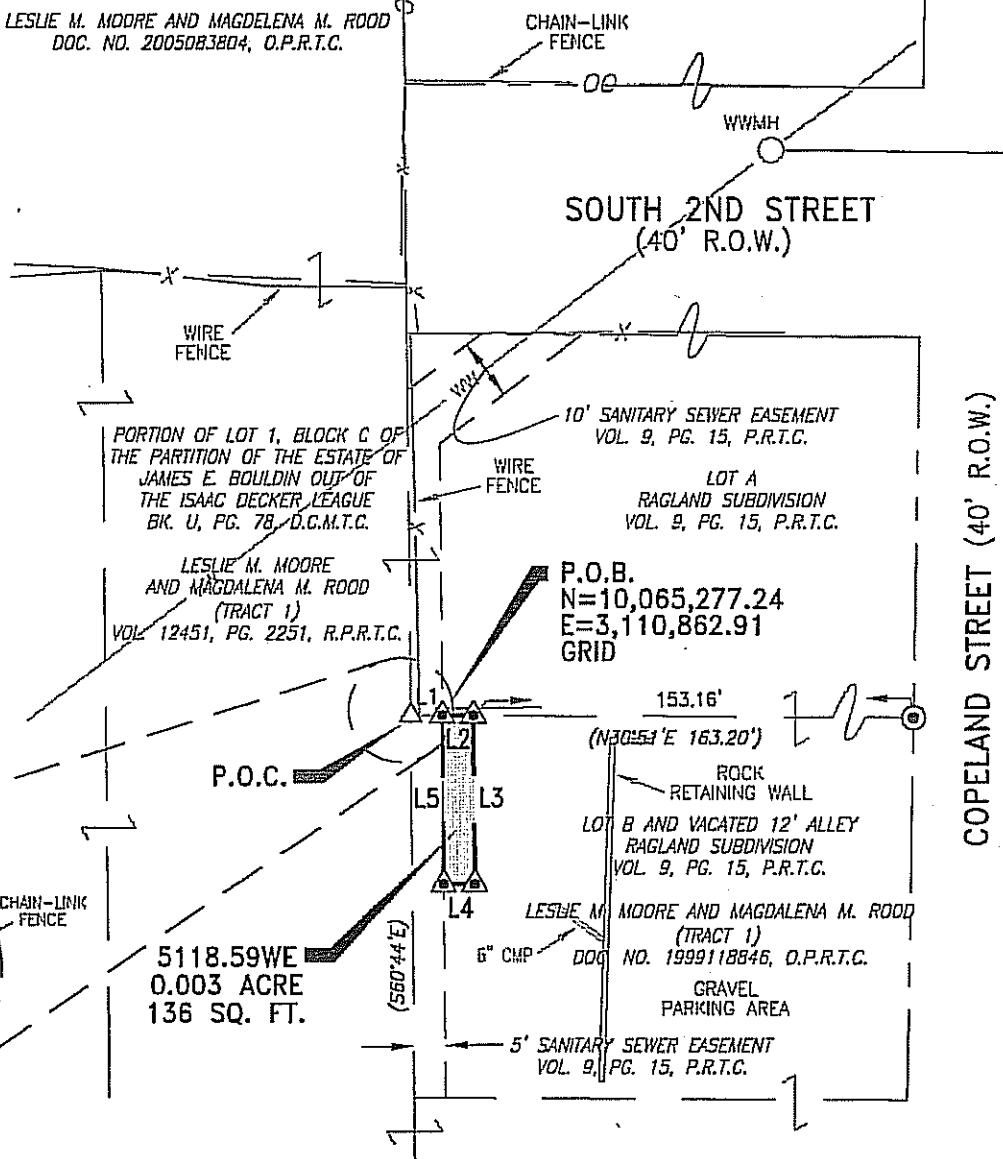 LESLIE M. MOORE AND MAGDELENA M. ROOD
DOC. NO. 2005083804, O.P.R.T.C.
CHAIN-LINK
FENCE
WWMH
SOUTH 2ND STREET
(40' R.O.W.)
WIRE
FENCE
10' SANITARY SEWER EASEMENT
VOL. 9, PG. 15, P.R.T.C.
PORTION OF LOT 1, BLOCK C OF
THE PARTITION OF THE ESTATE OF
JAMES E. BOULDIN OUT OF
THE ISAAC DECKER LEAGUE
BK. U, PG. 78, D.C.M.T.C.
WIRE
FENCE
LOT A
RAGLAND SUBDIVISION
VOL. 9, PG. 15, P.R.T.C.
COPELAND STREET (40' R.O.W.)
LESLIE M. MOORE
AND MAGDALENA M. ROOD
(TRACT 1)
VOL. 12451, PG. 2251, R.P.R.T.C.
P.O.B.
N=10,065,277.24
E=3,110,862.91
GRID
L1
153.16'
L2
(N30°51'E 163.20')
P.O.C.
L5
L3
ROCK
RETAINING WALL
LOT B AND VACATED 12' ALLEY
RAGLAND SUBDIVISION
VOL. 9, PG. 15, P.R.T.C.
L4
CHAIN-LINK
FENCE
LESLIE M. MOORE AND MAGDALENA M. ROOD
(TRACT 1)
DOC. NO. 1999118846, O.P.R.T.C.
6" CMP
5118.59WE
0.003 ACRE
136 SQ. FT.
(S60°44'E)
GRAVEL
PARKING AREA
5' SANITARY SEWER EASEMENT
VOL. 9, PG. 15, P.R.T.C.